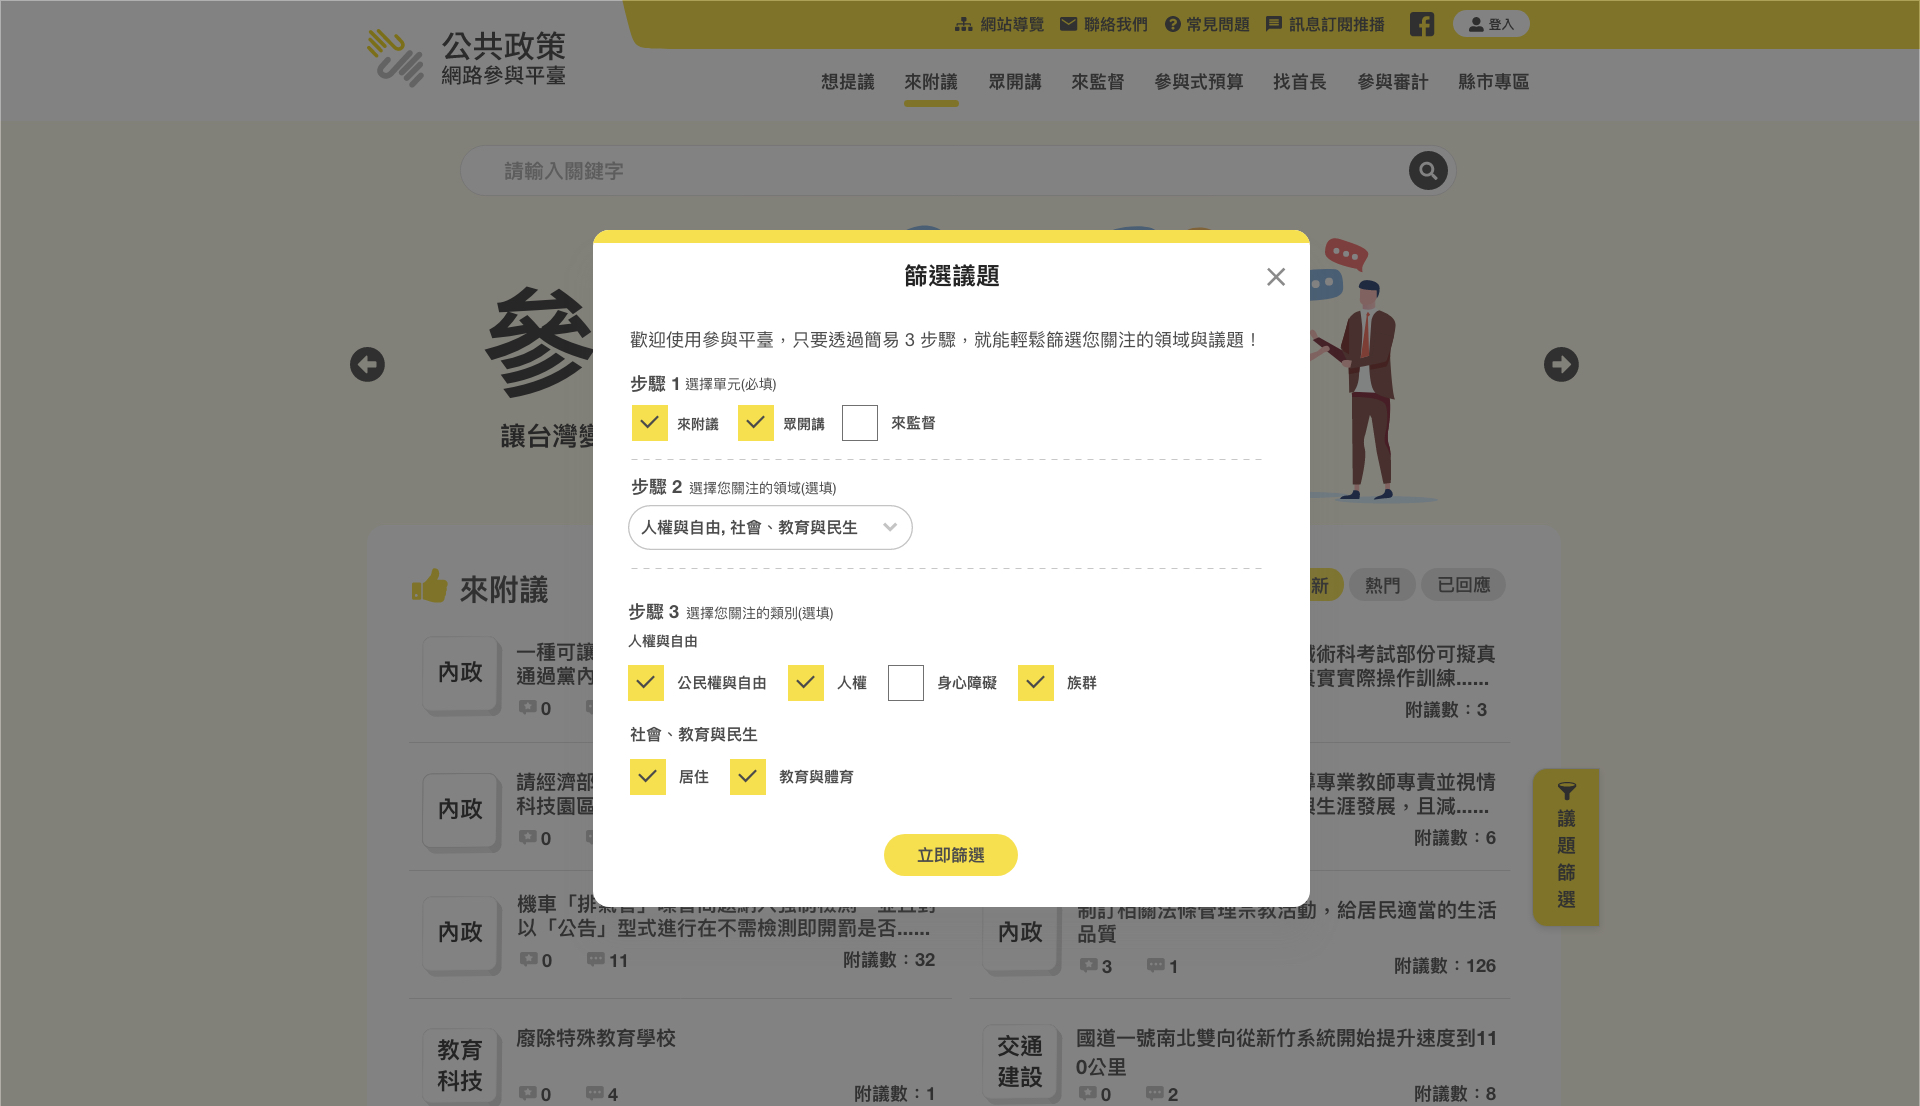 公共政策
網路參與平臺
網站導覽 聯絡我們 常見問題 訊息訂閱推播 登入
想提議 來附議 眾開講 來監督 參與式預算 找首長 參與審計 縣市專區
請輸入關鍵字
參
讓台灣變
篩選議題
歡迎使用參與平臺，只要透過簡易 3 步驟，就能輕鬆篩選您關注的領域與議題！
步驟 1 選擇單元(必填)
來附議 眾開講 來監督
步驟 2 選擇您關注的領域(選填)
人權與自由, 社會、教育與民生
步驟 3 選擇您關注的類別(選填)
人權與自由
公民權與自由 人權 身心障礙 族群
社會、教育與民生
居住 教育與體育
立即篩選
來附議
新 熱門 已回應
內政
一種可讓
通過黨內
0
術科考試部份可擬真
真實實際操作訓練......
附議數：3
內政
請經濟部
科技園區
0
專業教師專責並視情
與生涯發展，且減......
附議數：6
議題篩選
內政
機車「排
以「公告」型式進行在不需檢測即開罰是否......
0 11 附議數：32
內政
制訂相關法條管理宗教活動，給居民適當的生活
品質
3 1 附議數：126
教育
科技
廢除特殊教育學校
0 4 附議數：1
交通
建設
國道一號南北雙向從新竹系統開始提升速度到11
0公里
0 2 附議數：8